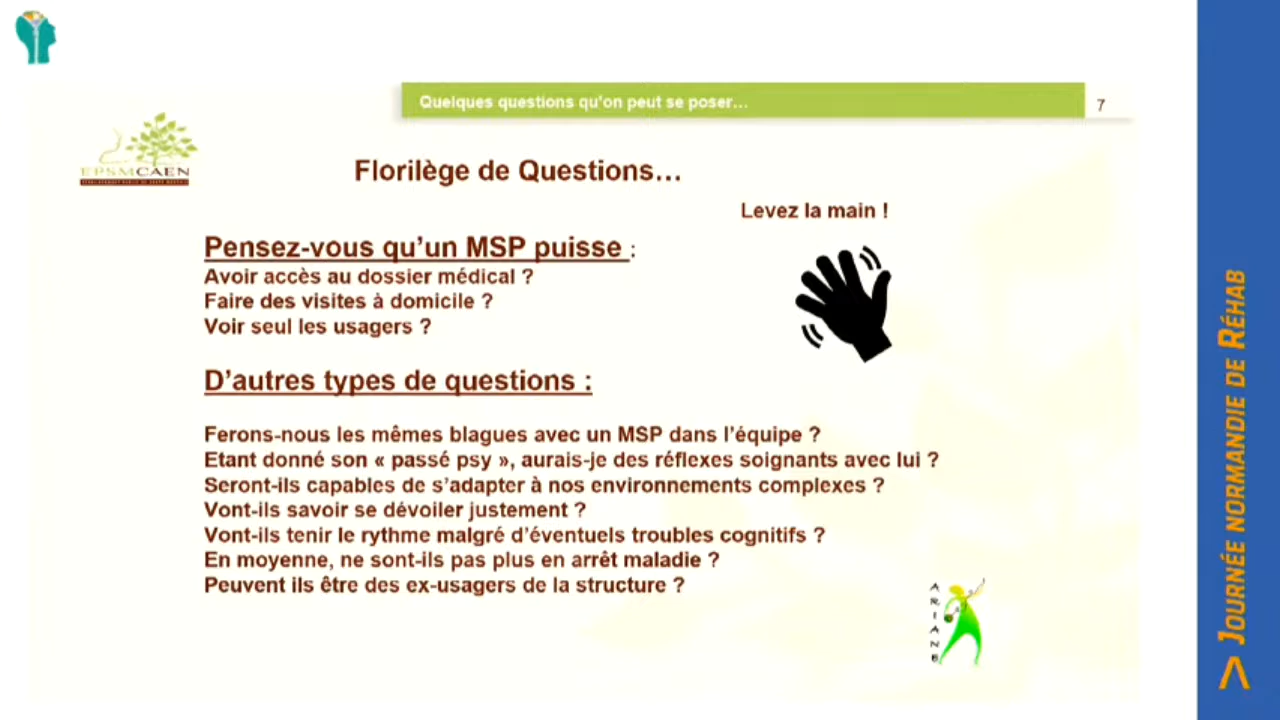 Quelques questions qu'on peut se poser...
7
EPSMCAEN
Florilège de Questions...
Levez la main !
Pensez-vous qu'un MSP puisse :
Avoir accès au dossier médical ?
Faire des visites à domicile ?
Voir seul les usagers ?
D'autres types de questions :
Ferons-nous les mêmes blagues avec un MSP dans l'équipe ?
Etant donné son « passé psy », aurais-je des réflexes soignants avec lui ?
Seront-ils capables de s'adapter à nos environnements complexes ?
Vont-ils savoir se dévoiler justement ?
Vont-ils tenir le rythme malgré d'éventuels troubles cognitifs ?
En moyenne, ne sont-ils pas plus en arrêt maladie ?
Peuvent ils être des ex-usagers de la structure ?
ARIANE
> JOURNÉE NORMANDIE DE RÉHAB